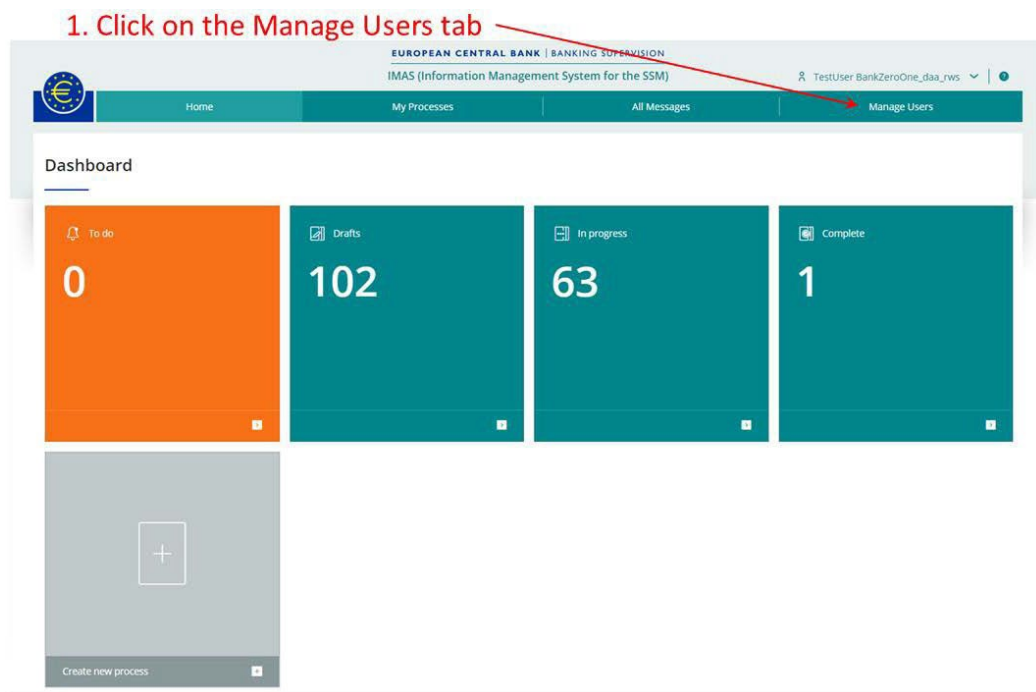 1. Click on the Manage Users tab
EUROPEAN CENTRAL BANK | BANKING SUPERVISION
IMAS (Information Management System for the SSM)
TestUser BankZeroOne_daa_rws
Home
My Processes
All Messages
Manage Users
Dashboard
To do
Drafts
In progress
Complete
0
102
63
1
Create new process